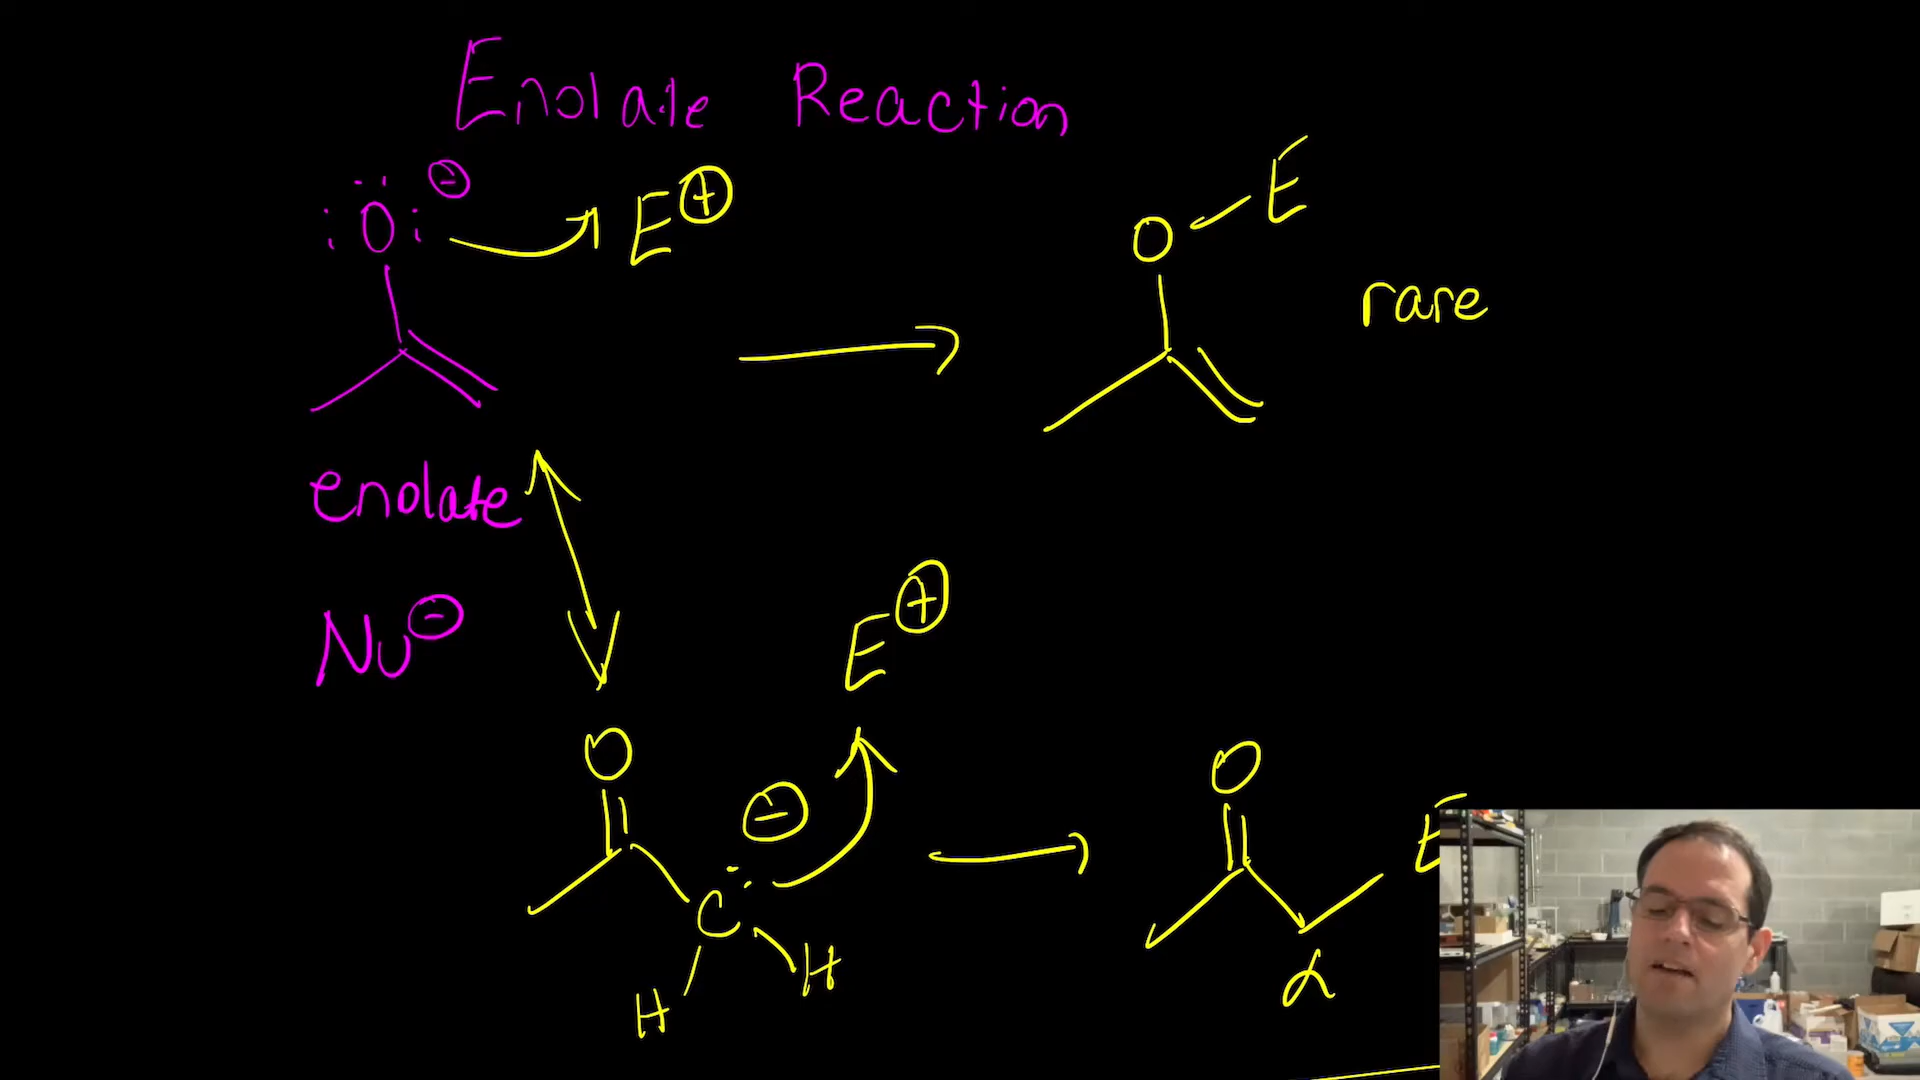 Enolate Reaction
:Ö: ⊖ E⊕
O E
rare
enolate
Nu⊖
E⊕
O ⊖
C̈
H H
O E
α